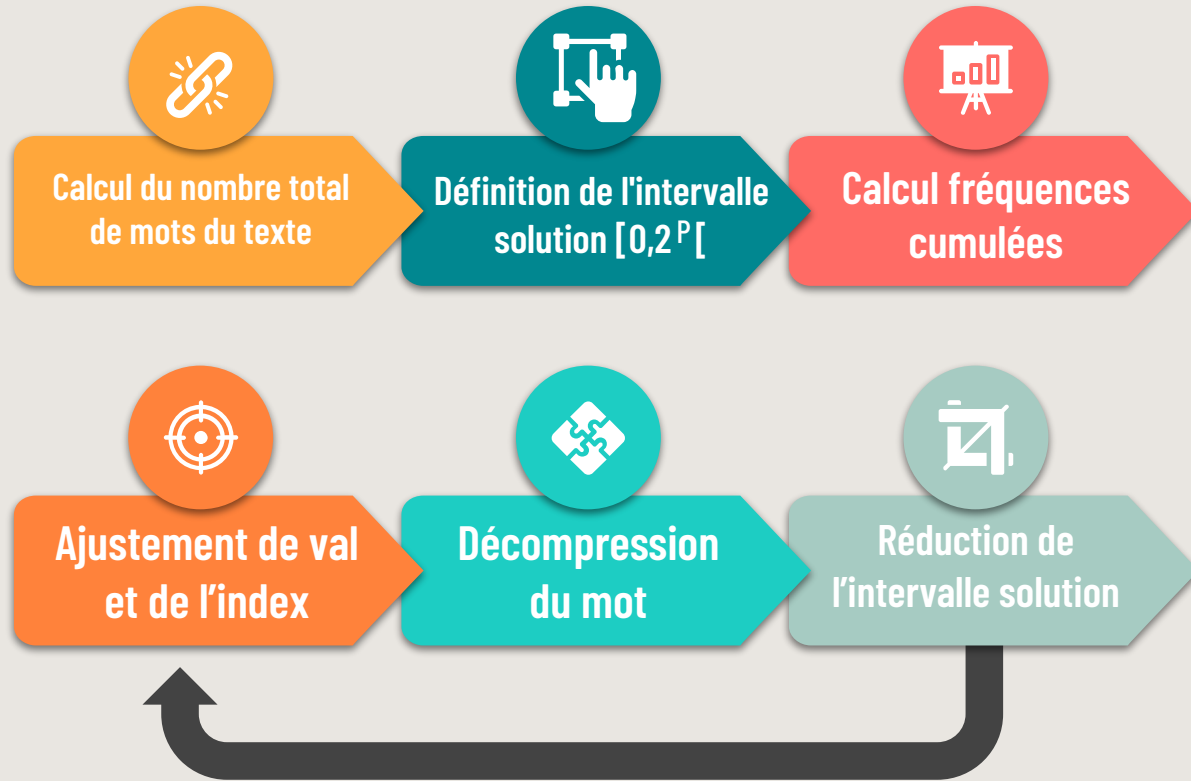 Calcul du nombre total
de mots du texte
Définition de l'intervalle
solution [0,2ᴾ[
Calcul fréquences
cumulées
Ajustement de val
et de l’index
Décompression
du mot
Réduction de
l’intervalle solution